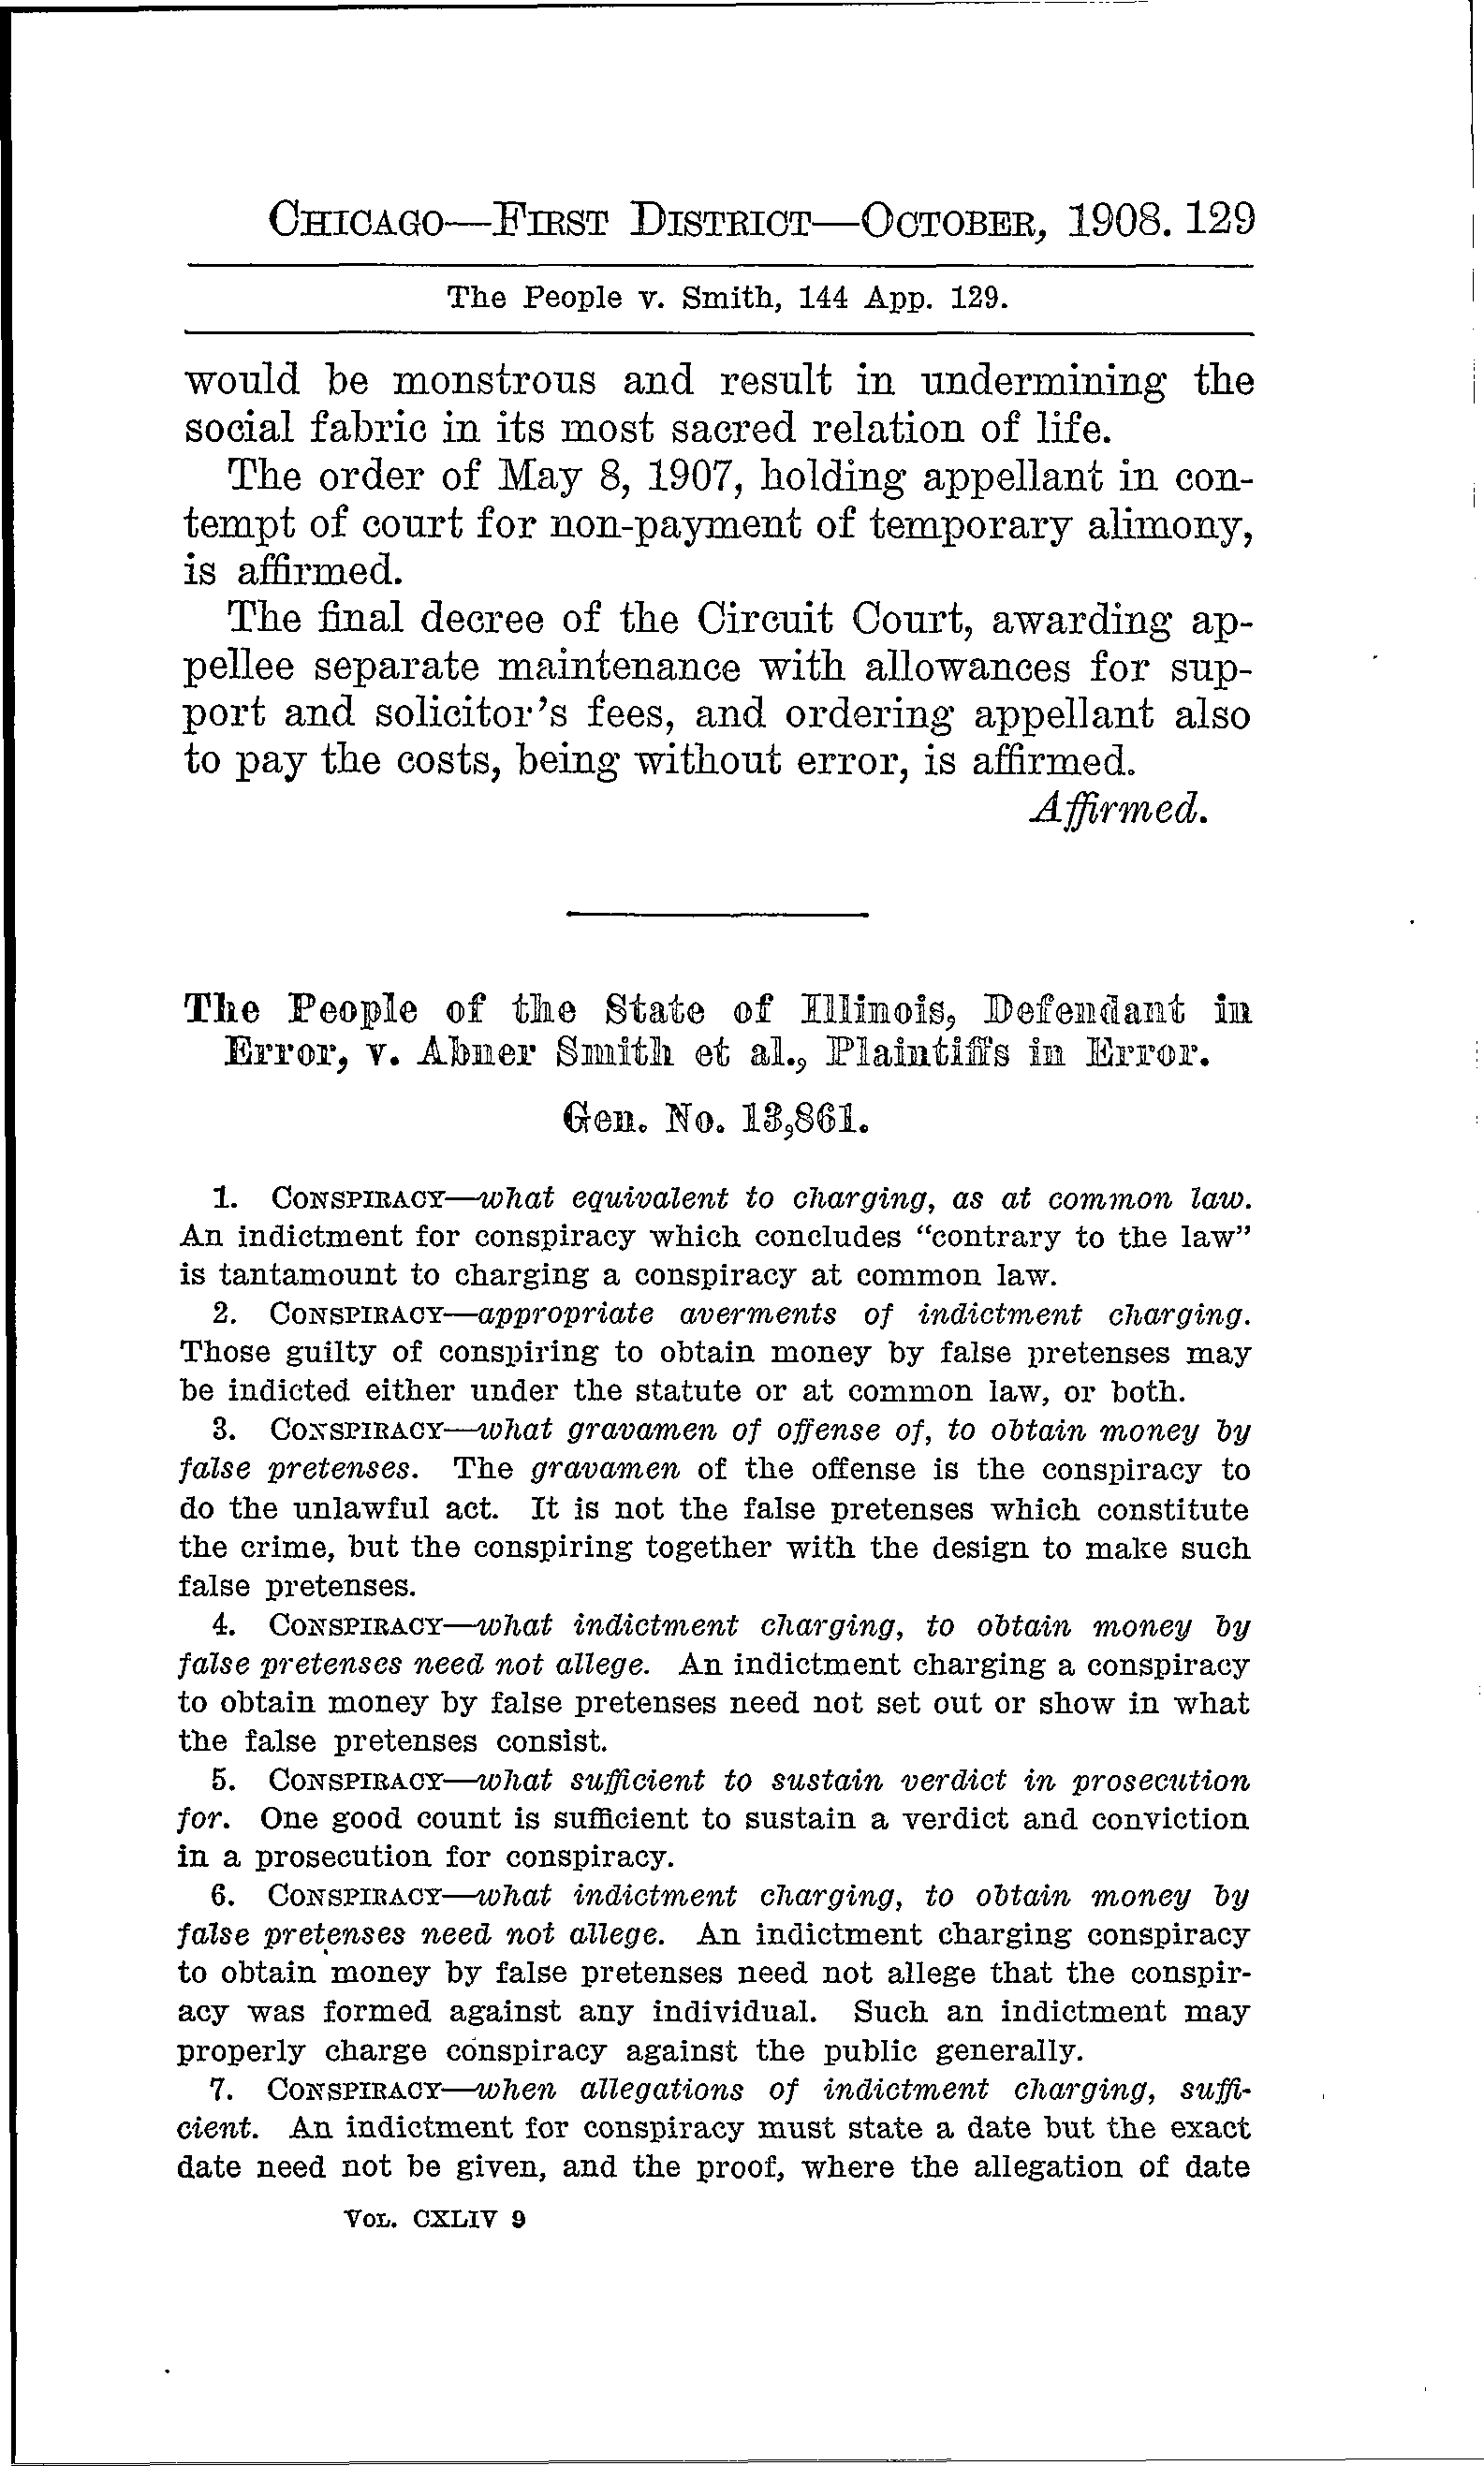 CHICAGO—FIRST DISTRICT—OCTOBER, 1908. 129
The People v. Smith, 144 App. 129.
would be monstrous and result in undermining the
social fabric in its most sacred relation of life.
The order of May 8, 1907, holding appellant in con-
tempt of court for non-payment of temporary alimony,
is affirmed.
The final decree of the Circuit Court, awarding ap-
pellee separate maintenance with allowances for sup-
port and solicitor's fees, and ordering appellant also
to pay the costs, being without error, is affirmed.
Affirmed.
The People of the State of Illinois, Defendant in
Error, v. Abner Smith et al., Plaintiffs in Error.
Gen. No. 13,861.
1. CONSPIRACY—what equivalent to charging, as at common law.
An indictment for conspiracy which concludes "contrary to the law"
is tantamount to charging a conspiracy at common law.
2. CONSPIRACY—appropriate averments of indictment charging.
Those guilty of conspiring to obtain money by false pretenses may
be indicted either under the statute or at common law, or both.
3. CONSPIRACY—what gravamen of offense of, to obtain money by
false pretenses. The gravamen of the offense is the conspiracy to
do the unlawful act. It is not the false pretenses which constitute
the crime, but the conspiring together with the design to make such
false pretenses.
4. CONSPIRACY—what indictment charging, to obtain money by
false pretenses need not allege. An indictment charging a conspiracy
to obtain money by false pretenses need not set out or show in what
the false pretenses consist.
5. CONSPIRACY—what sufficient to sustain verdict in prosecution
for. One good count is sufficient to sustain a verdict and conviction
in a prosecution for conspiracy.
6. CONSPIRACY—what indictment charging, to obtain money by
false pretenses need not allege. An indictment charging conspiracy
to obtain money by false pretenses need not allege that the conspir-
acy was formed against any individual. Such an indictment may
properly charge conspiracy against the public generally.
7. CONSPIRACY—when allegations of indictment charging, suffi-
cient. An indictment for conspiracy must state a date but the exact
date need not be given, and the proof, where the allegation of date
VOL. CXLIV 9